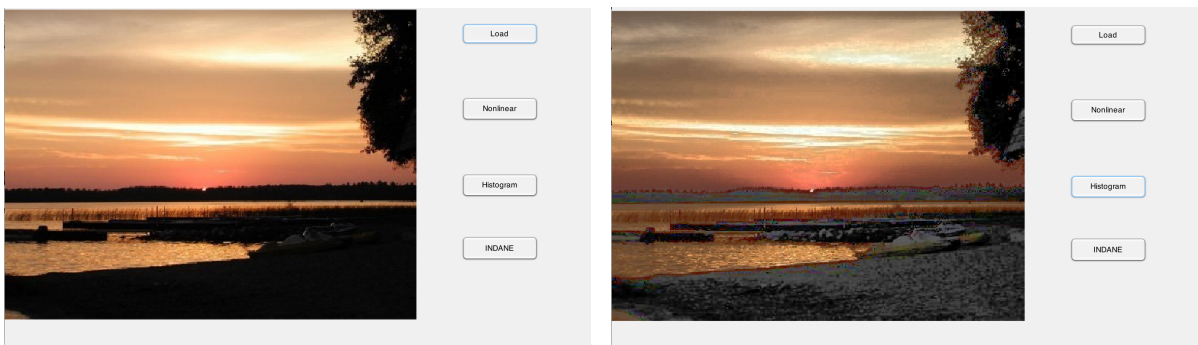 Load
Nonlinear
Histogram
INDANE
Load
Nonlinear
Histogram
INDANE